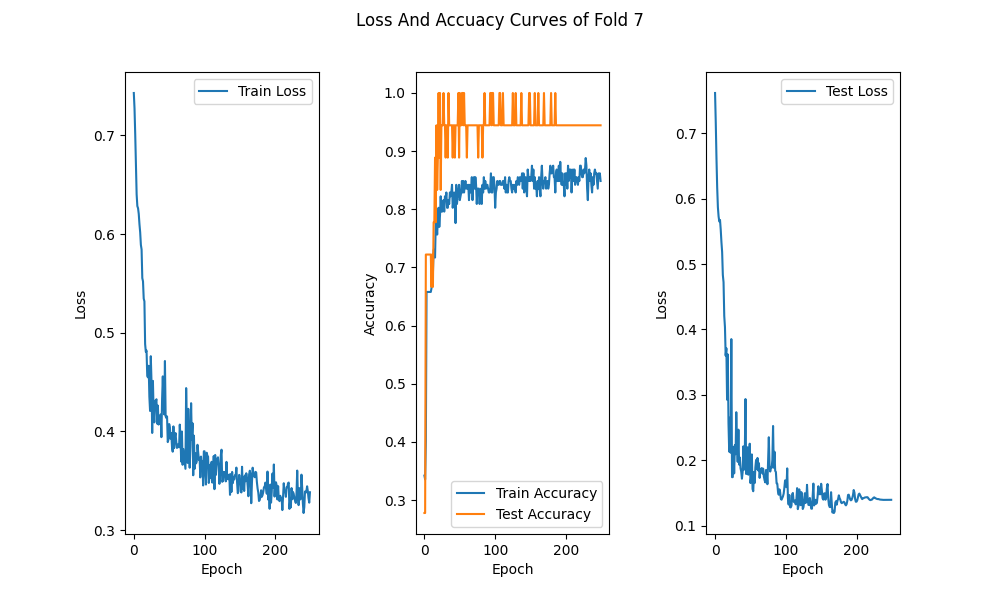 Loss And Accuacy Curves of Fold 7
Train Loss
0.7
0.6
0.5
0.4
0.3
Loss
0
100
200
Epoch
1.0
0.9
0.8
0.7
0.6
0.5
0.4
0.3
Accuracy
Train Accuracy
Test Accuracy
0
100
200
Epoch
Test Loss
0.7
0.6
0.5
0.4
0.3
0.2
0.1
Loss
0
100
200
Epoch